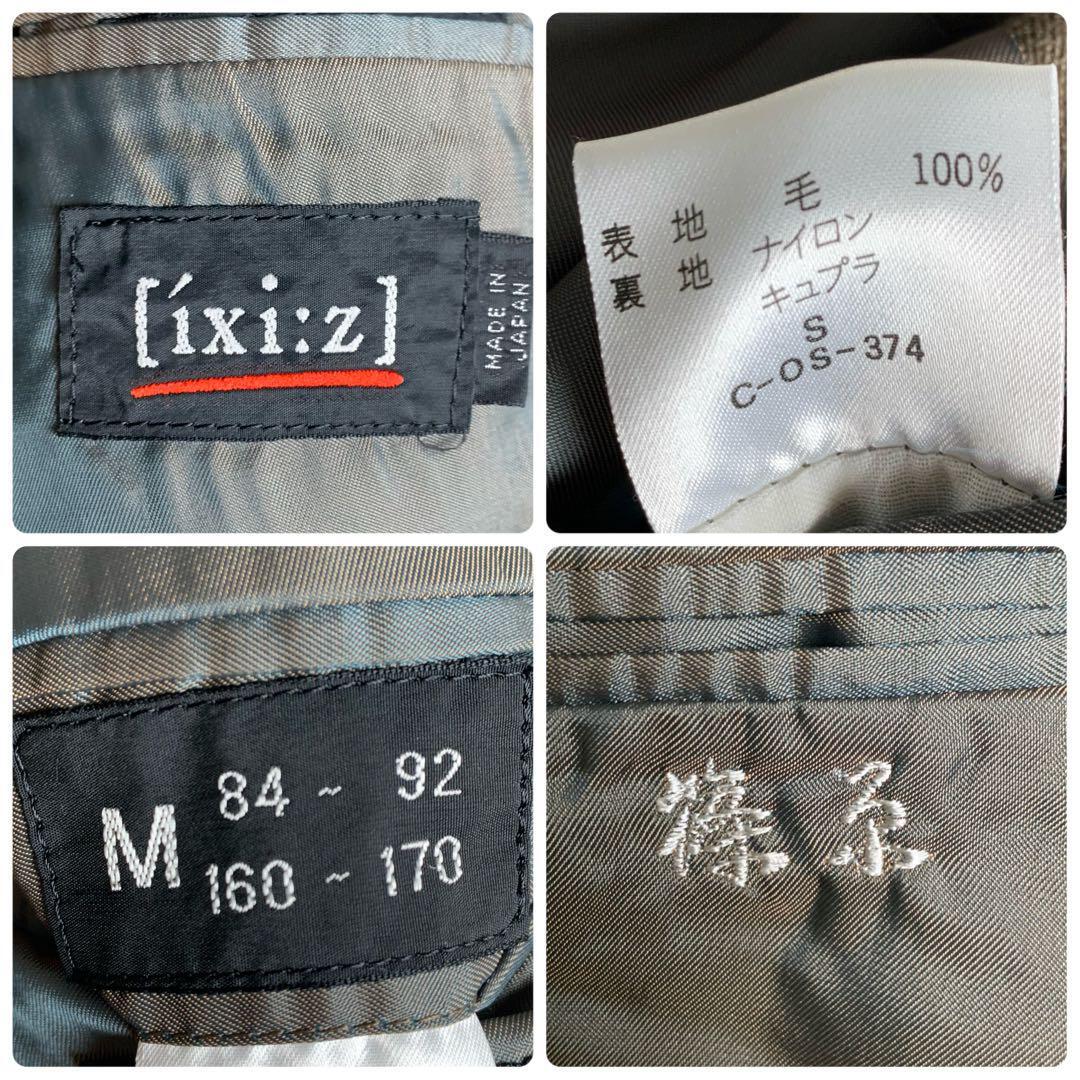 [íxi:z]
MADE IN
JAPAN
表 地 毛 100%
裏 地 ナイロン
キュプラ
S
C-OS-374
M
84 ~ 92
160 ~ 170